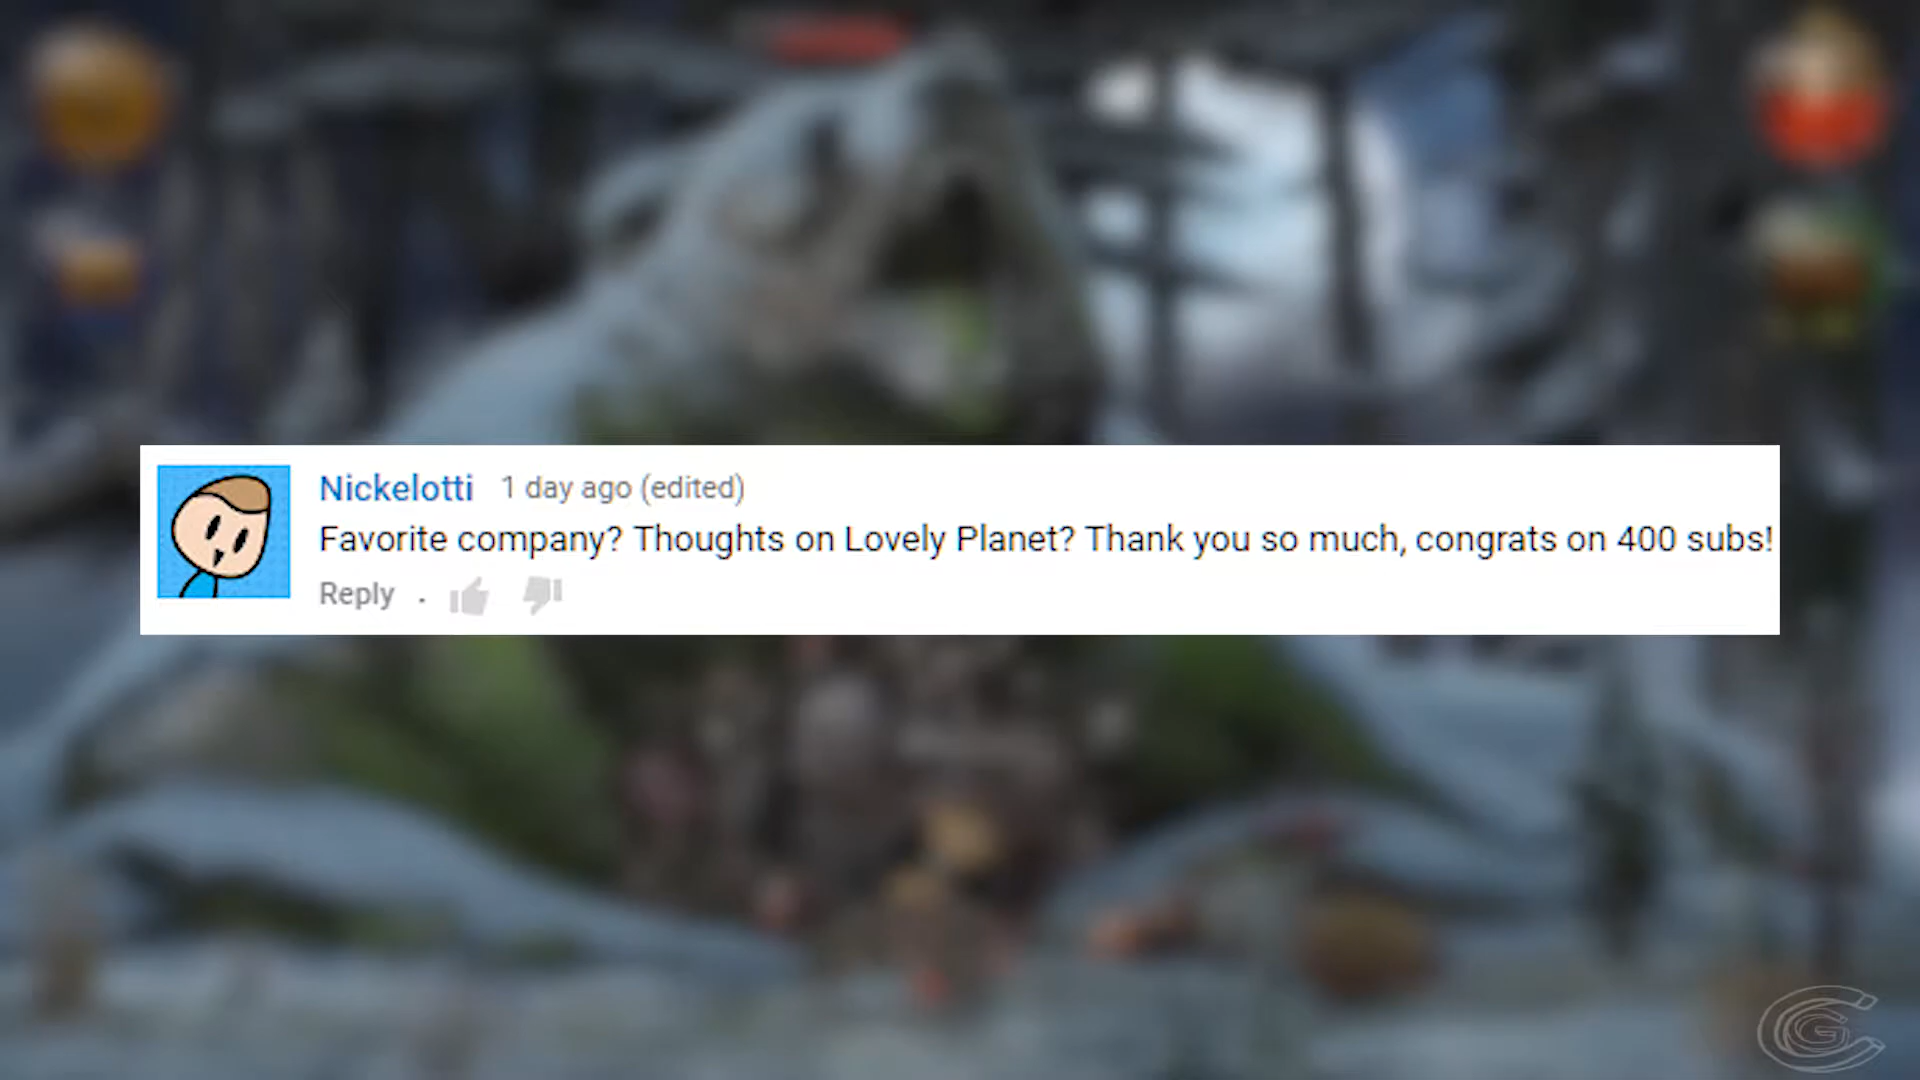 Nickelotti 1 day ago (edited)
Favorite company? Thoughts on Lovely Planet? Thank you so much, congrats on 400 subs!
Reply .